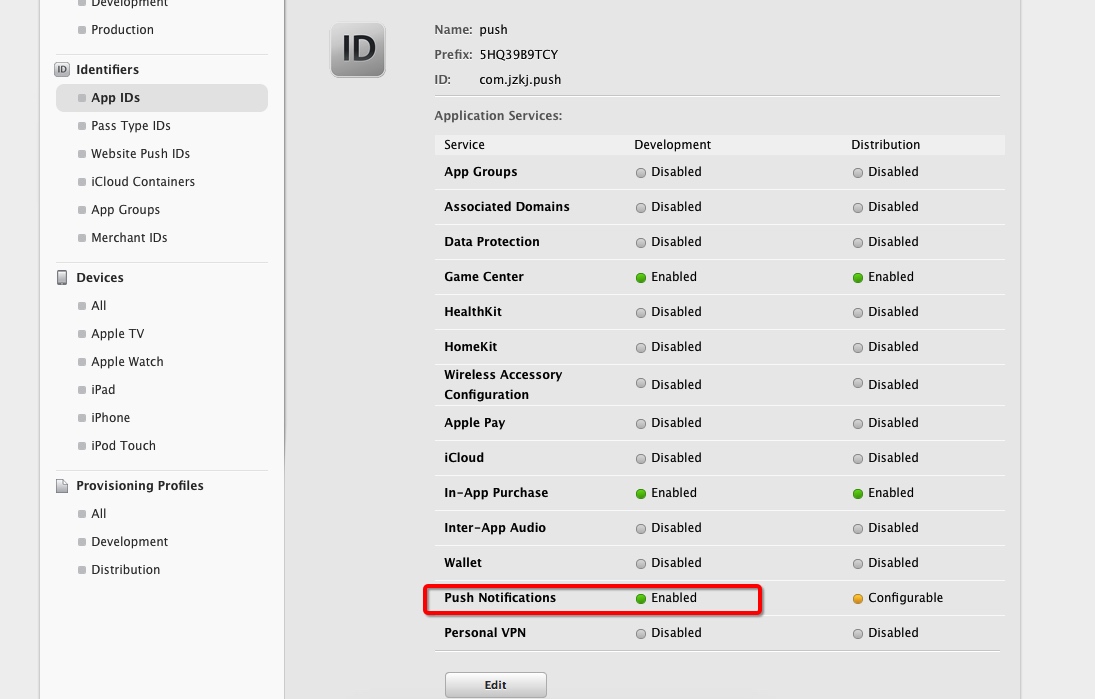 Development
Production
ID Identifiers
App IDs
Pass Type IDs
Website Push IDs
iCloud Containers
App Groups
Merchant IDs
Devices
All
Apple TV
Apple Watch
iPad
iPhone
iPod Touch
Provisioning Profiles
All
Development
Distribution
ID
Name: push
Prefix: 5HQ39B9TCY
ID: com.jzkj.push
Application Services:
Service Development Distribution
App Groups Disabled Disabled
Associated Domains Disabled Disabled
Data Protection Disabled Disabled
Game Center Enabled Enabled
HealthKit Disabled Disabled
HomeKit Disabled Disabled
Wireless Accessory
Configuration Disabled Disabled
Apple Pay Disabled Disabled
iCloud Disabled Disabled
In-App Purchase Enabled Enabled
Inter-App Audio Disabled Disabled
Wallet Disabled Disabled
Push Notifications Enabled Configurable
Personal VPN Disabled Disabled
Edit